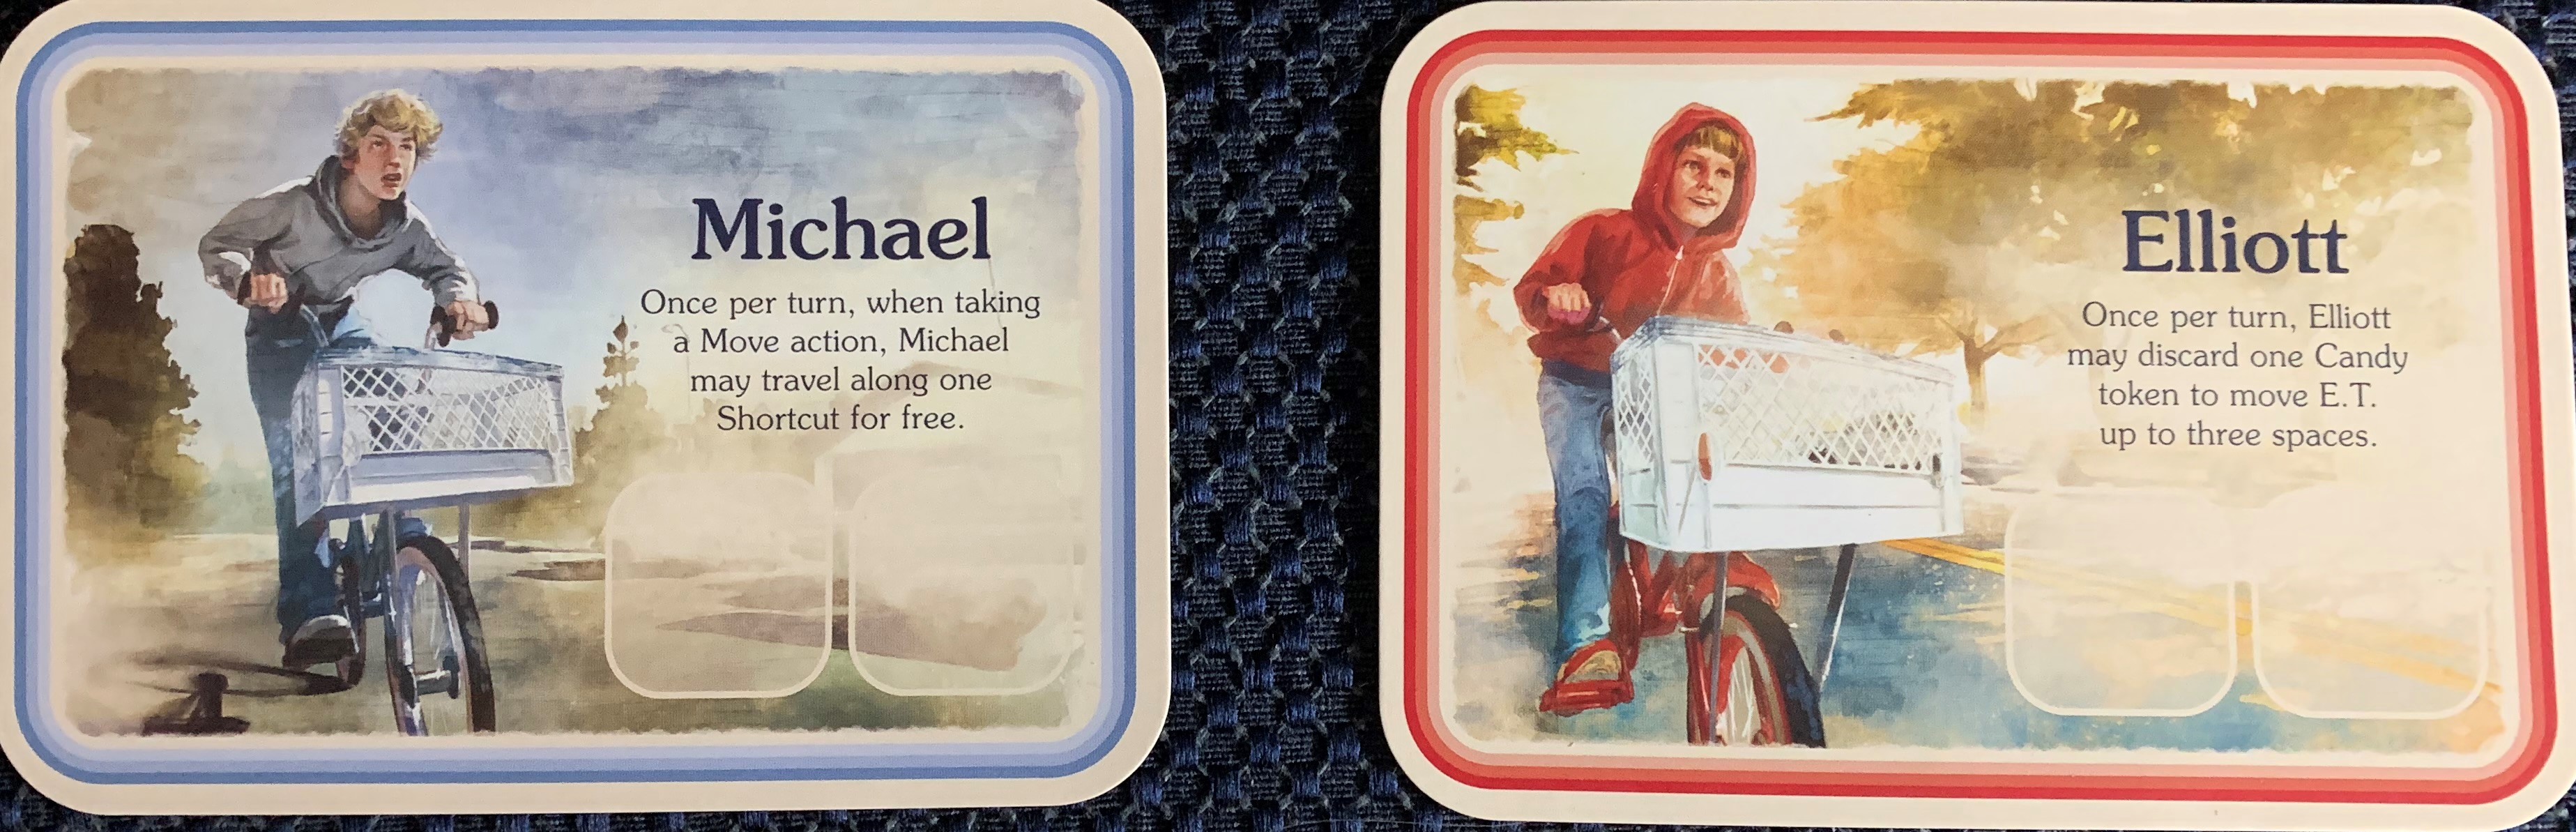 Michael
Once per turn, when taking
a Move action, Michael
may travel along one
Shortcut for free.
Elliott
Once per turn, Elliott
may discard one Candy
token to move E.T.
up to three spaces.